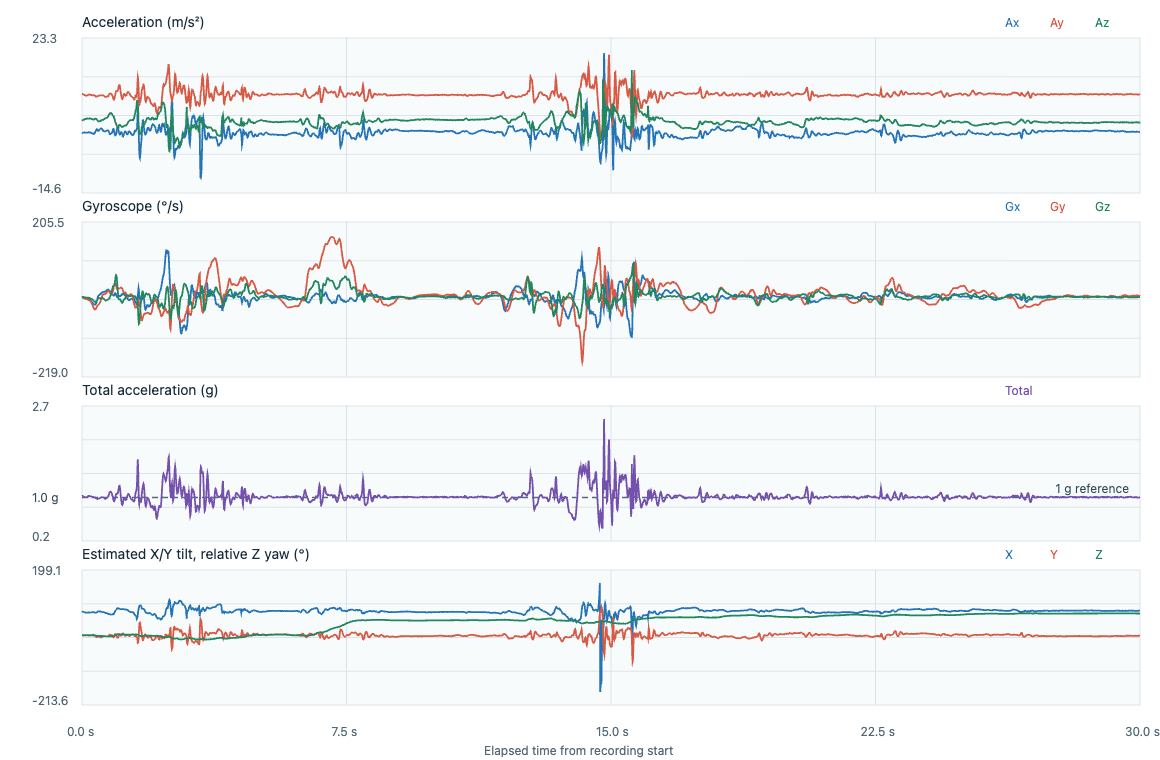 Acceleration (m/s²) Ax Ay Az
23.3
-14.6
Gyroscope (°/s) Gx Gy Gz
205.5
-219.0
Total acceleration (g) Total
2.7
1 g reference
1.0 g
0.2
Estimated X/Y tilt, relative Z yaw (°) X Y Z
199.1
-213.6
0.0 s 7.5 s 15.0 s 22.5 s 30.0 s
Elapsed time from recording start